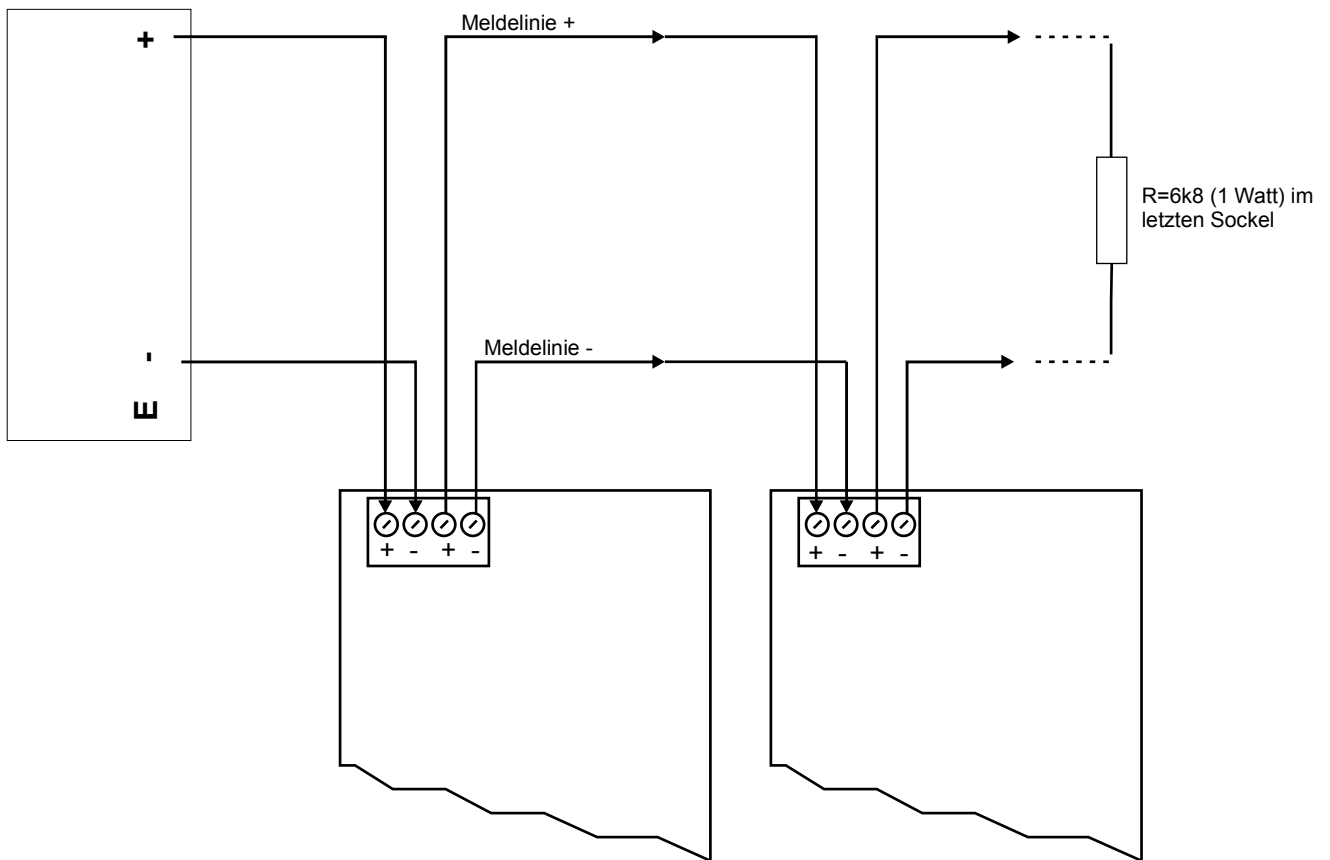 +
Meldelinie +
R=6k8 (1 Watt) im
letzten Sockel
-
Meldelinie -
E
+ - + -
+ - + -